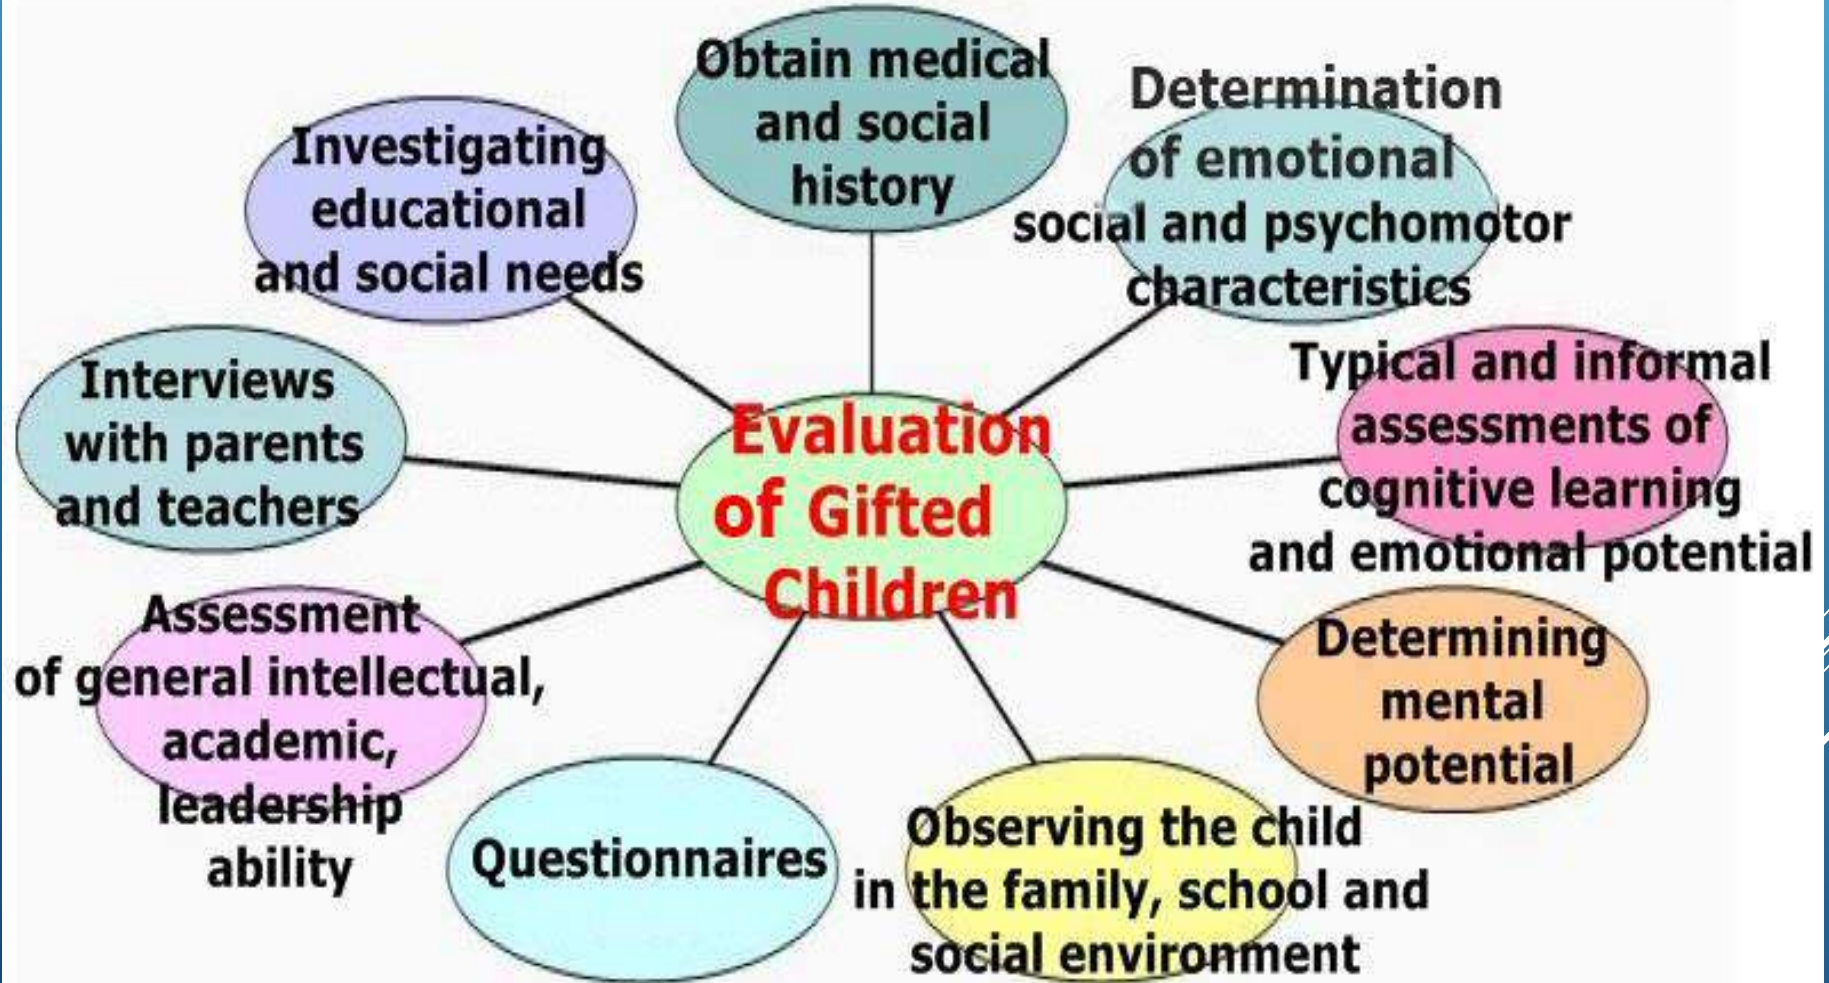 Obtain medical
and social
history
Determination
of emotional
social and psychomotor
characteristics
Typical and informal
assessments of
cognitive learning
and emotional potential
Determining
mental
potential
Observing the child
in the family, school and
social environment
Questionnaires
Assessment
of general intellectual,
academic,
leadership
ability
Interviews
with parents
and teachers
Investigating
educational
and social needs
Evaluation
of Gifted
Children